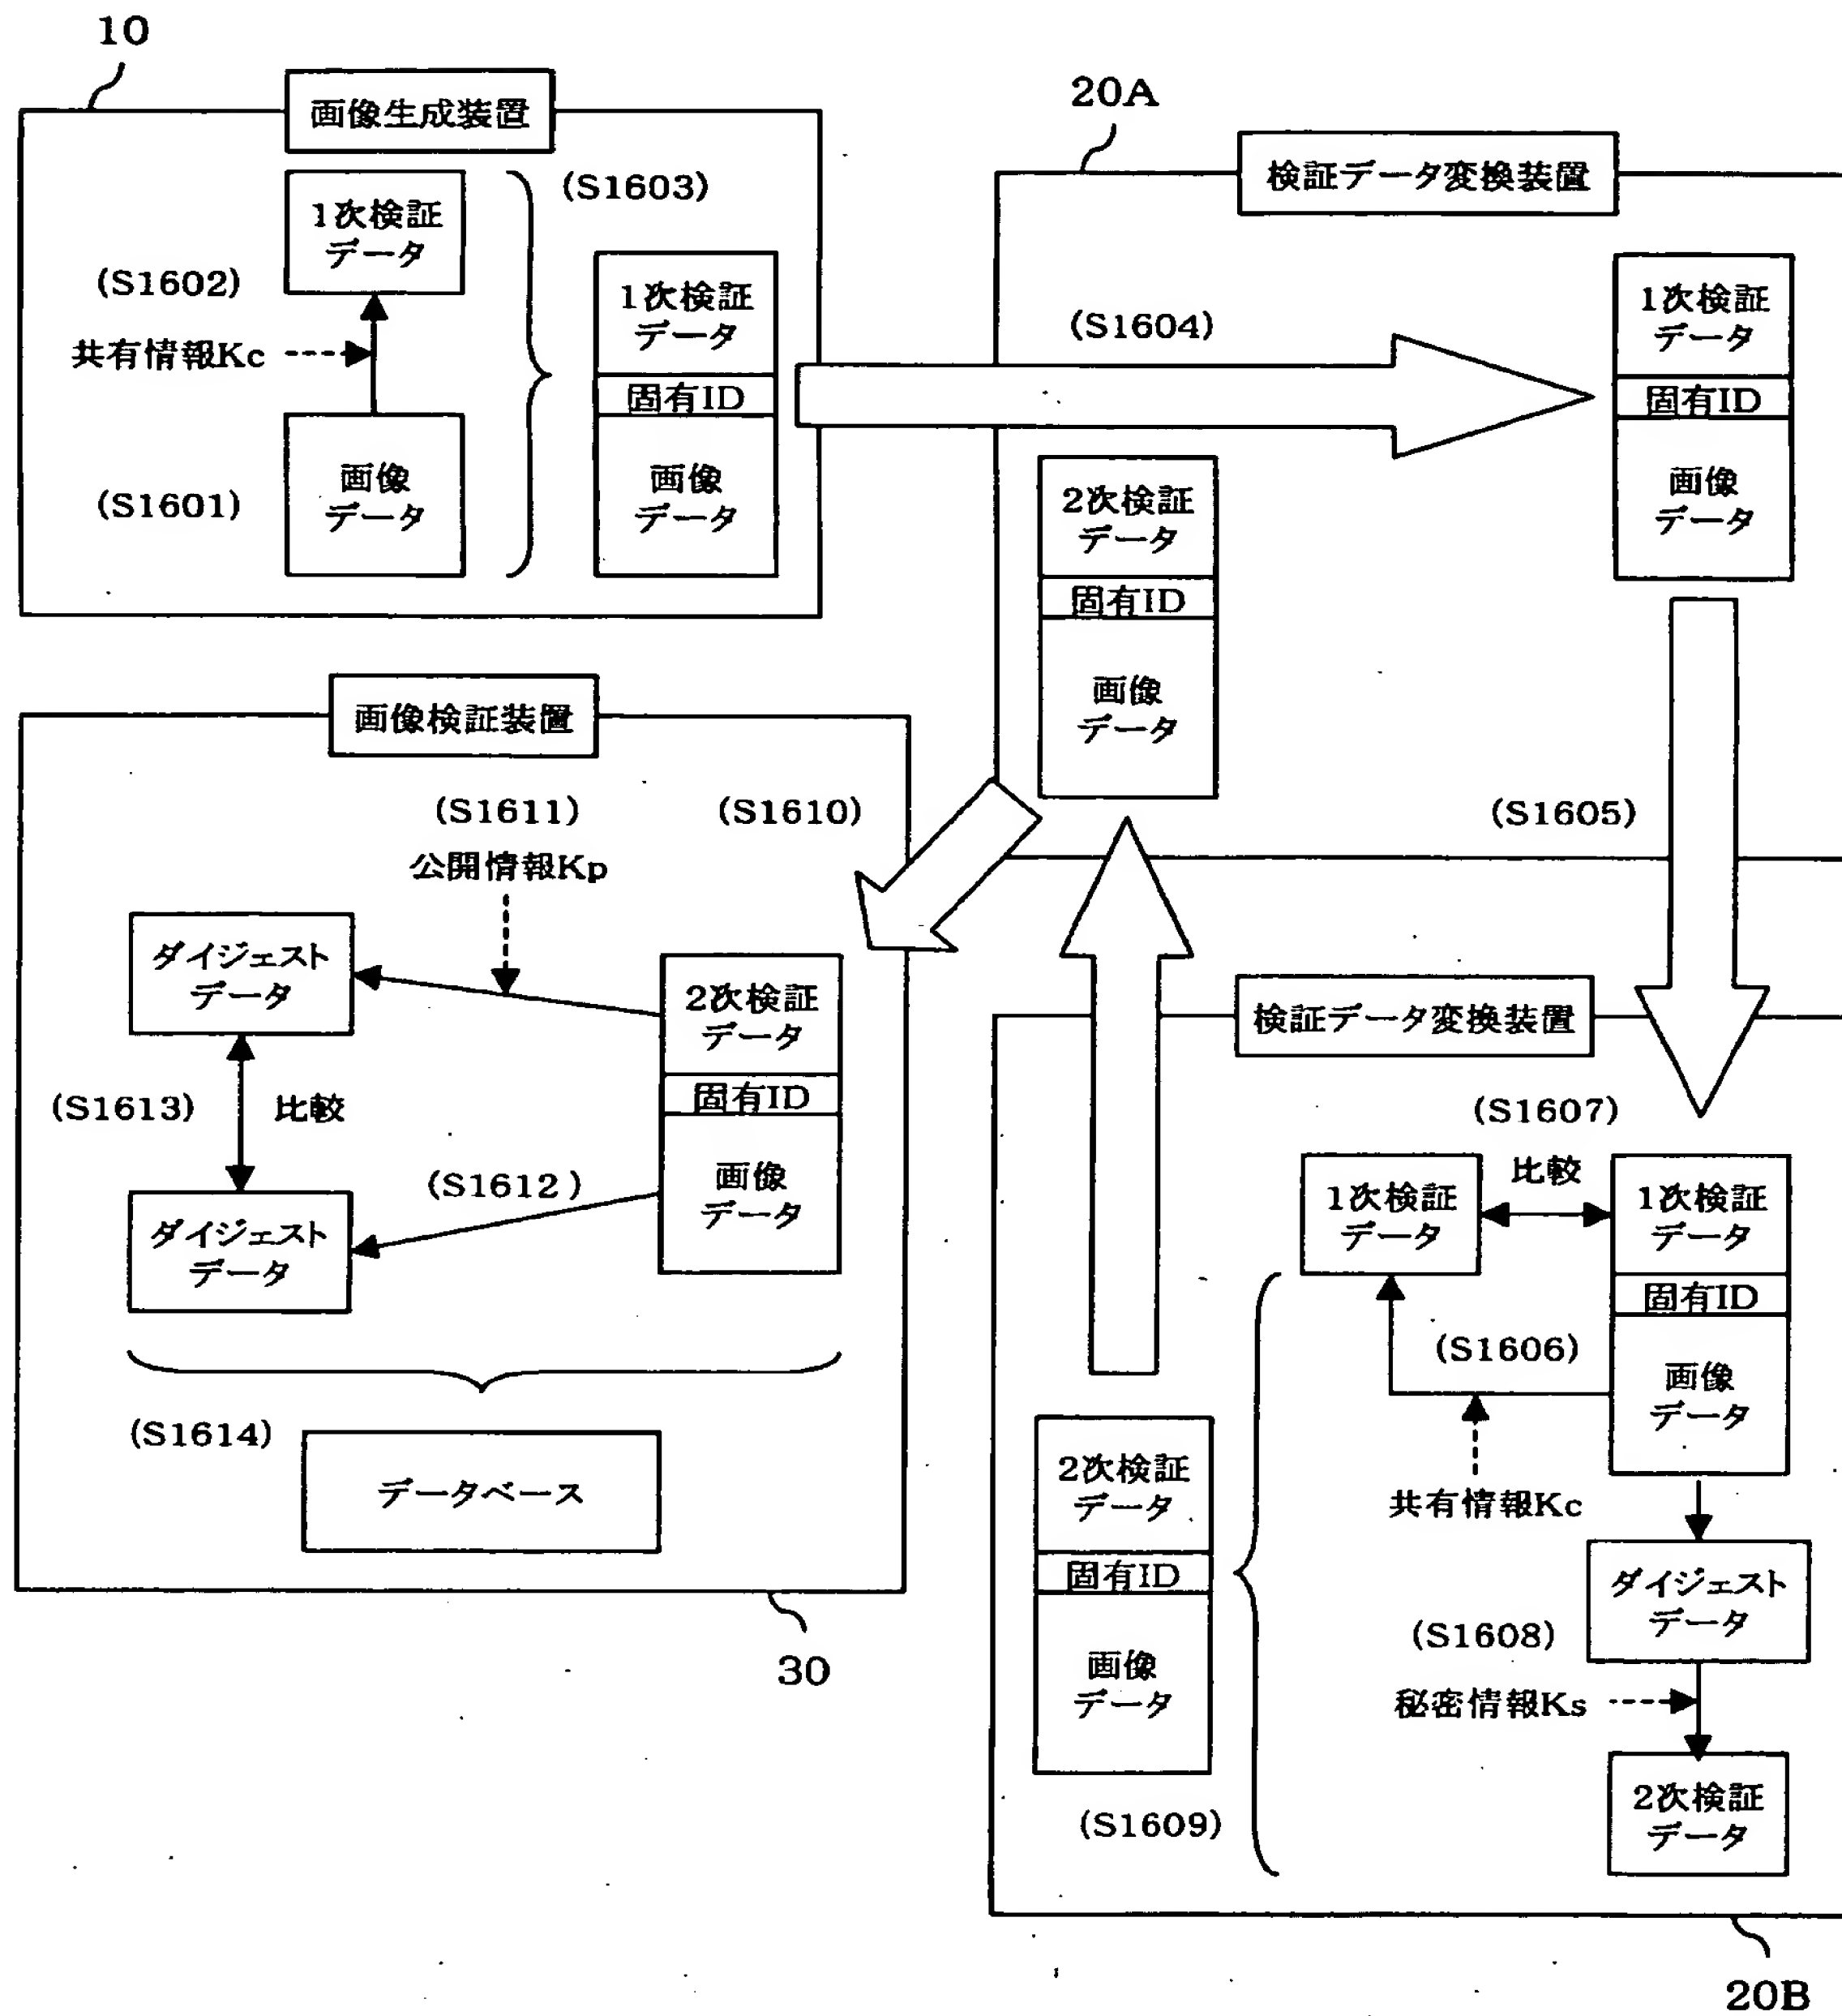 10
画像生成装置
(S1603)
1次検証
データ
(S1602)
共有情報Kc
画像
データ
(S1601)
1次検証
データ
固有ID
画像
データ
20A
検証データ変換装置
(S1604)
1次検証
データ
固有ID
画像
データ
2次検証
データ
固有ID
画像
データ
(S1605)
画像検証装置
(S1611)
(S1610)
公開情報Kp
ダイジェスト
データ
2次検証
データ
固有ID
画像
データ
(S1613)
比較
(S1612)
ダイジェスト
データ
(S1614)
データベース
30
検証データ変換装置
(S1607)
比較
1次検証
データ
1次検証
データ
固有ID
画像
データ
(S1606)
共有情報Kc
ダイジェスト
データ
(S1608)
秘密情報Ks
2次検証
データ
2次検証
データ
固有ID
画像
データ
(S1609)
20B